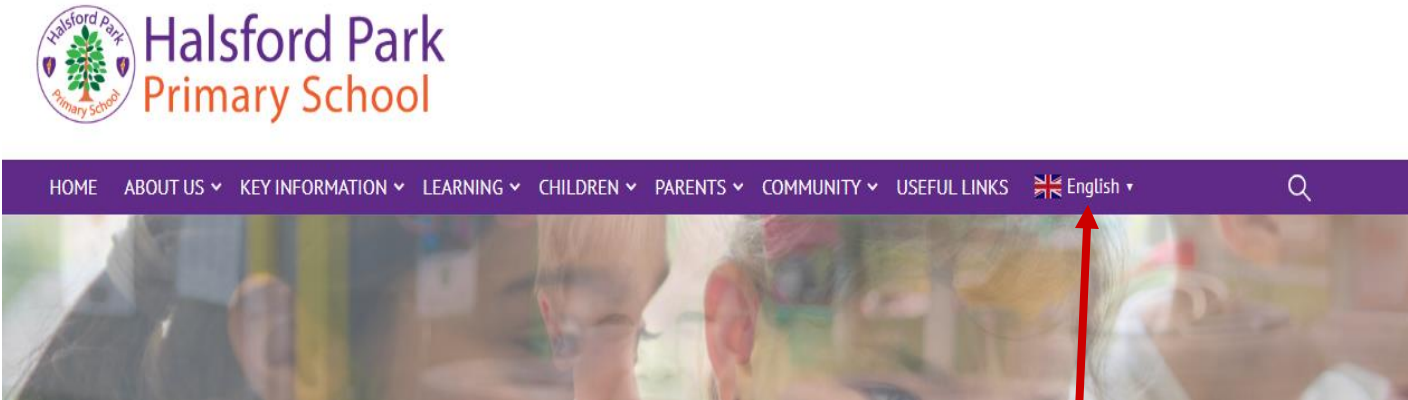 Halsford Park
Primary School
Halsford Park
Primary School
HOME ABOUT US KEY INFORMATION LEARNING CHILDREN PARENTS COMMUNITY USEFUL LINKS English